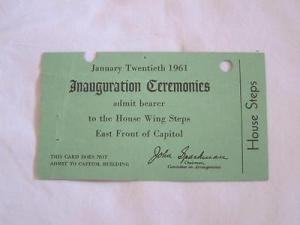 January Twentieth 1961
Inauguration Ceremonies
admit bearer
to the House Wing Steps
East Front of Capitol
THIS CARD DOES NOT
ADMIT TO CAPITOL BUILDING
John Sparkman
Chairman,
Committee on Arrangements
House Steps